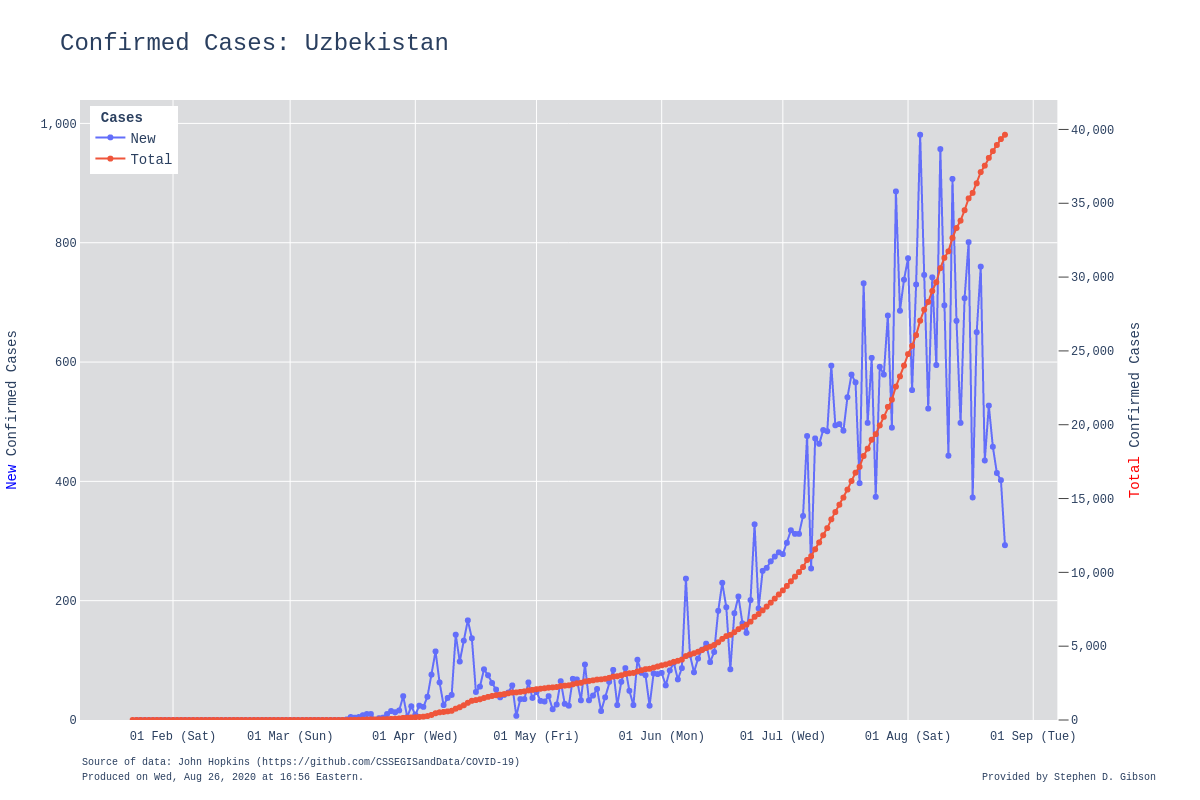 Confirmed Cases: Uzbekistan
Cases
New
Total
1,000
800
600
400
200
0
40,000
35,000
30,000
25,000
20,000
15,000
10,000
5,000
0
New Confirmed Cases
Total Confirmed Cases
01 Feb (Sat)
01 Mar (Sun)
01 Apr (Wed)
01 May (Fri)
01 Jun (Mon)
01 Jul (Wed)
01 Aug (Sat)
01 Sep (Tue)
Source of data: John Hopkins (https://github.com/CSSEGISandData/COVID-19)
Produced on Wed, Aug 26, 2020 at 16:56 Eastern.
Provided by Stephen D. Gibson